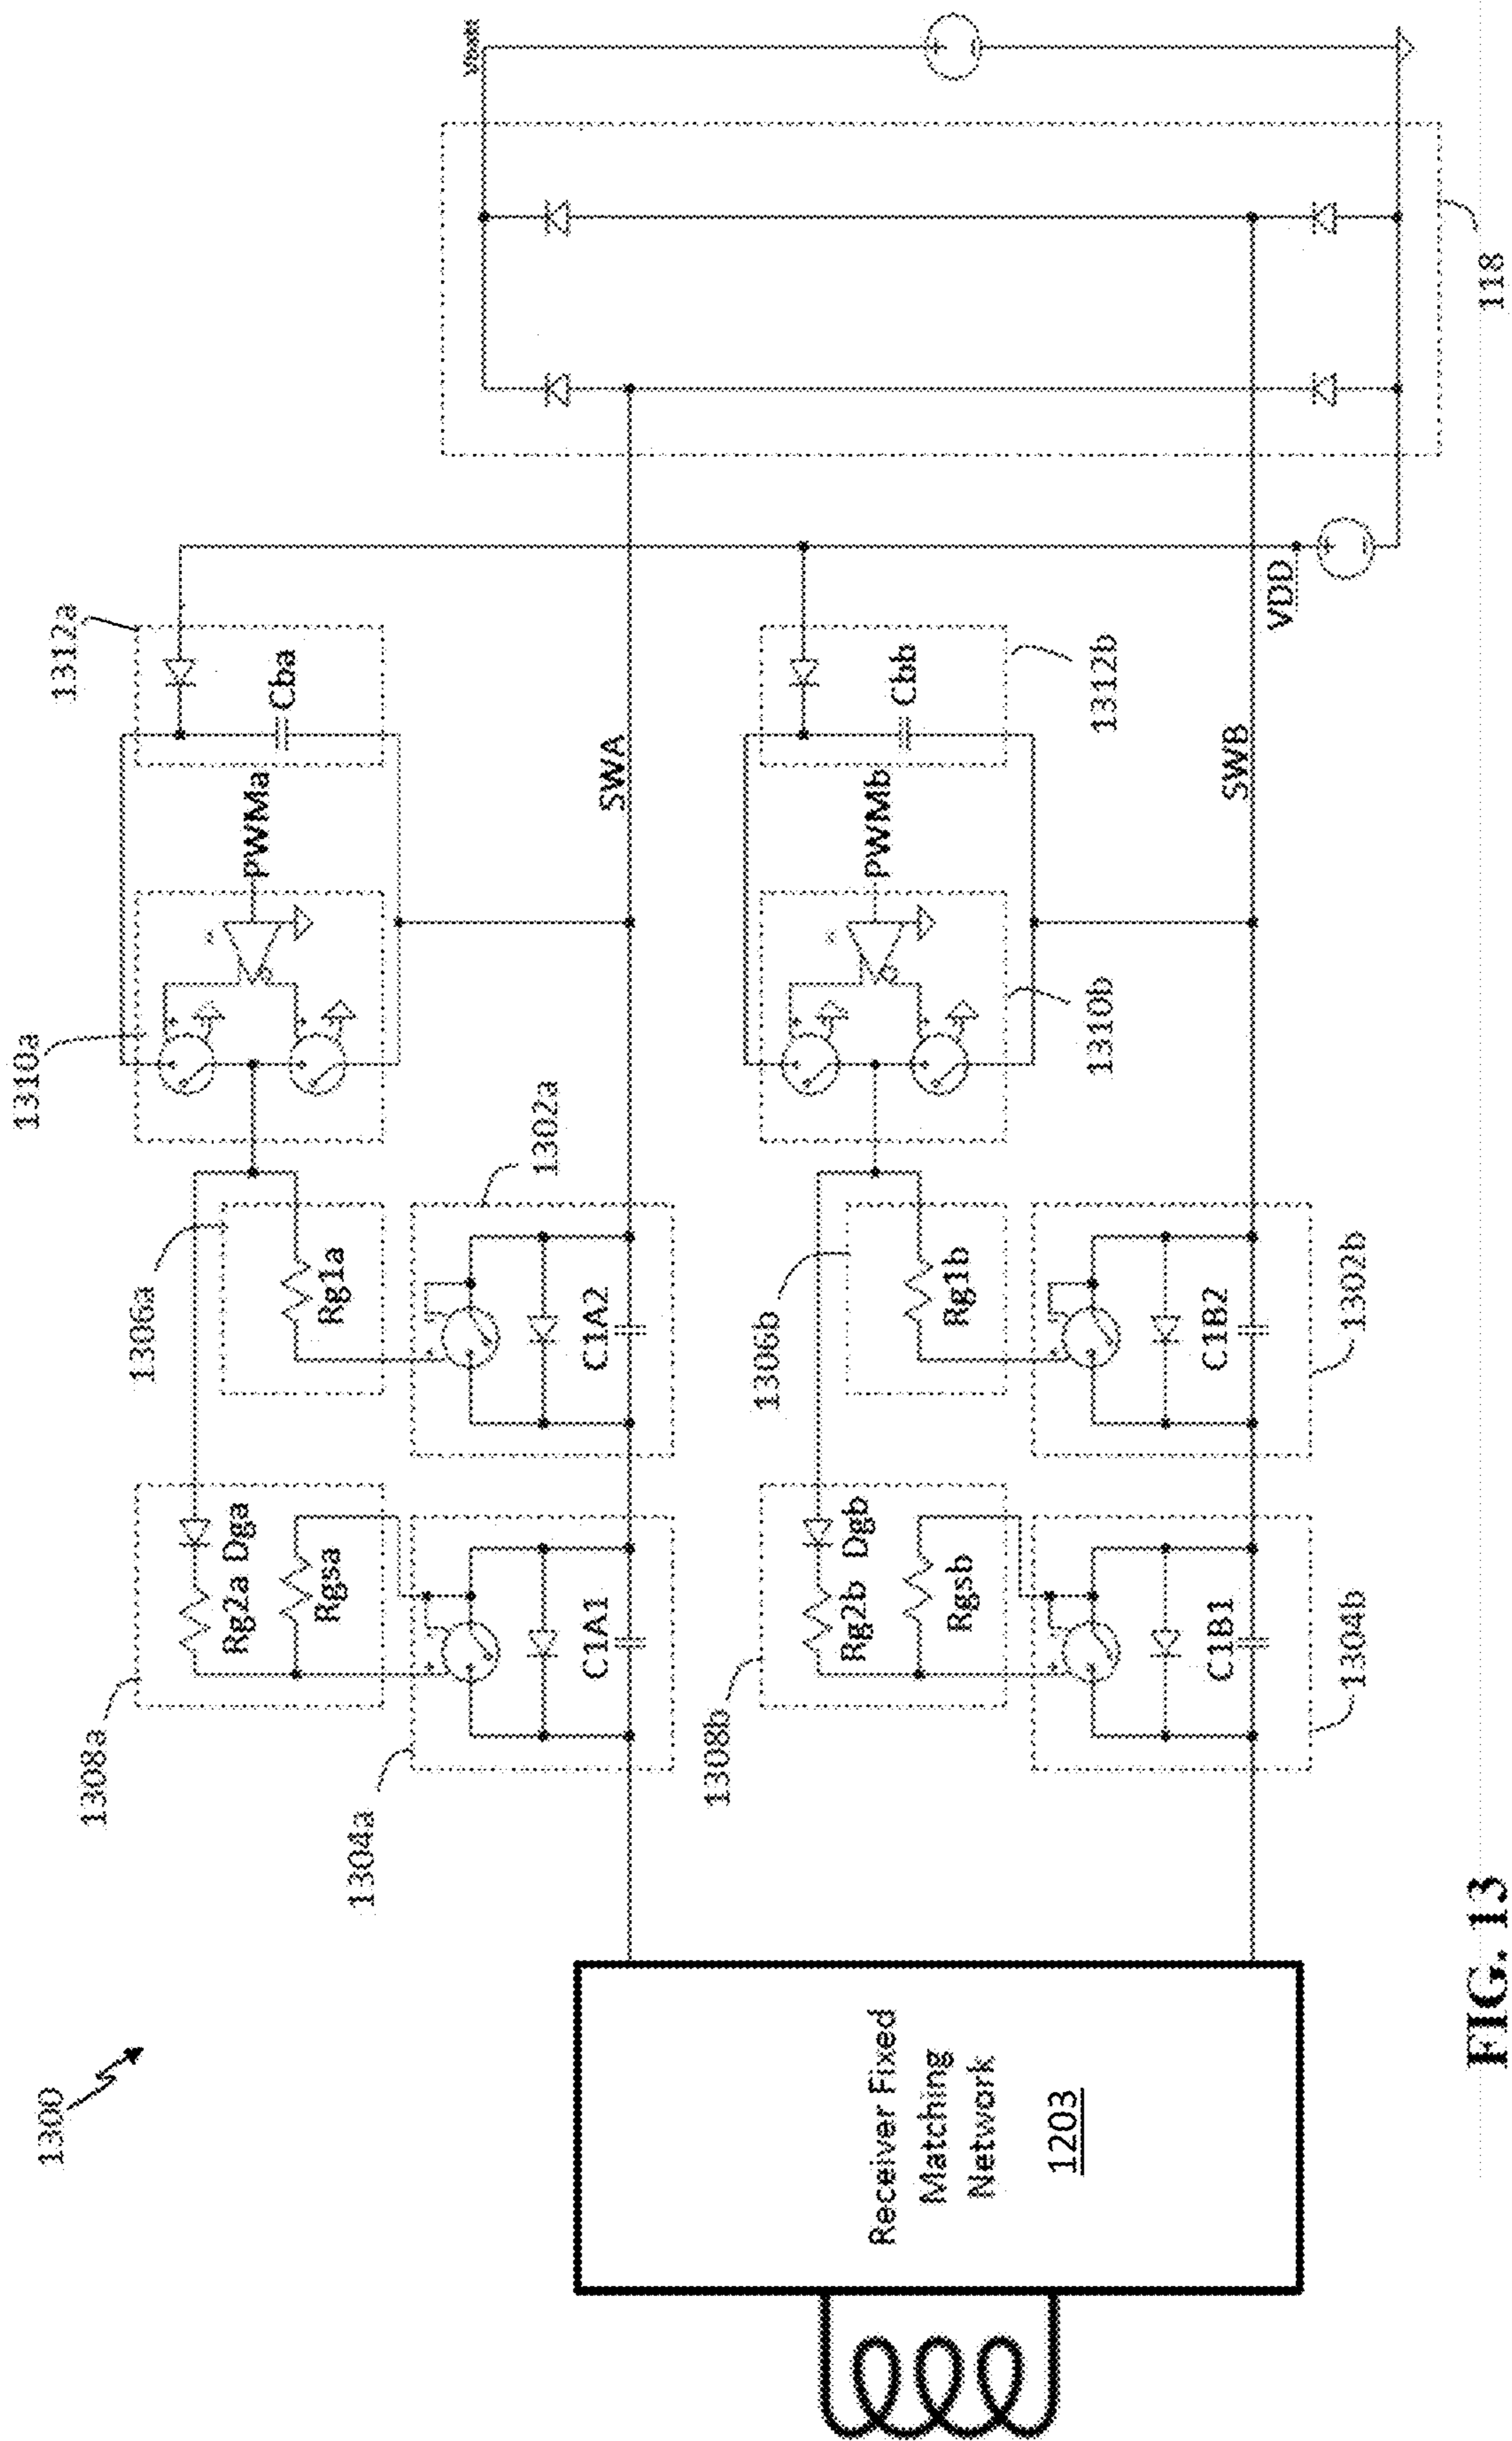 1300
1308a
1306a
1310a
1312a
Rg2a Dga
Rgsa
Rg1a
PWMa
Cba
1304a
1302a
C1A1
C1A2
SWA
1308b
1306b
1310b
1312b
Rg2b Dgb
Rgsb
Rg1b
PWMb
Cbb
1304b
1302b
C1B1
C1B2
SWB
VDD
118
Receiver Fixed
Matching
Network
1203
FIG. 13